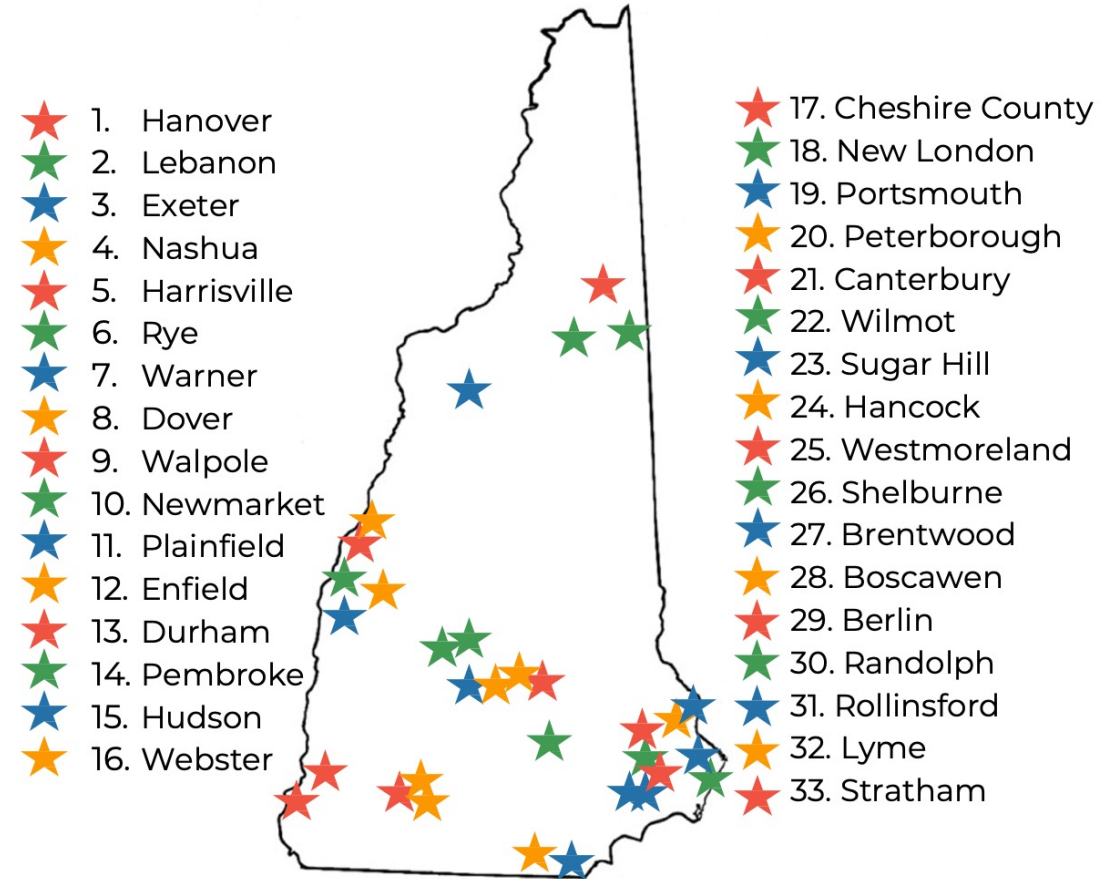 1. Hanover
2. Lebanon
3. Exeter
4. Nashua
5. Harrisville
6. Rye
7. Warner
8. Dover
9. Walpole
10. Newmarket
11. Plainfield
12. Enfield
13. Durham
14. Pembroke
15. Hudson
16. Webster
17. Cheshire County
18. New London
19. Portsmouth
20. Peterborough
21. Canterbury
22. Wilmot
23. Sugar Hill
24. Hancock
25. Westmoreland
26. Shelburne
27. Brentwood
28. Boscawen
29. Berlin
30. Randolph
31. Rollinsford
32. Lyme
33. Stratham